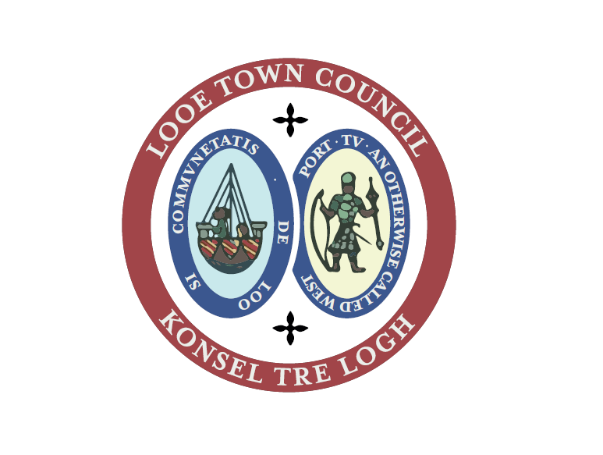 LOOE TOWN COUNCIL
COMMVNETATIS DE LOO IS
PORT · TV · AN OTHERWISE CALLED WEST
KONSEL TRE LOGH